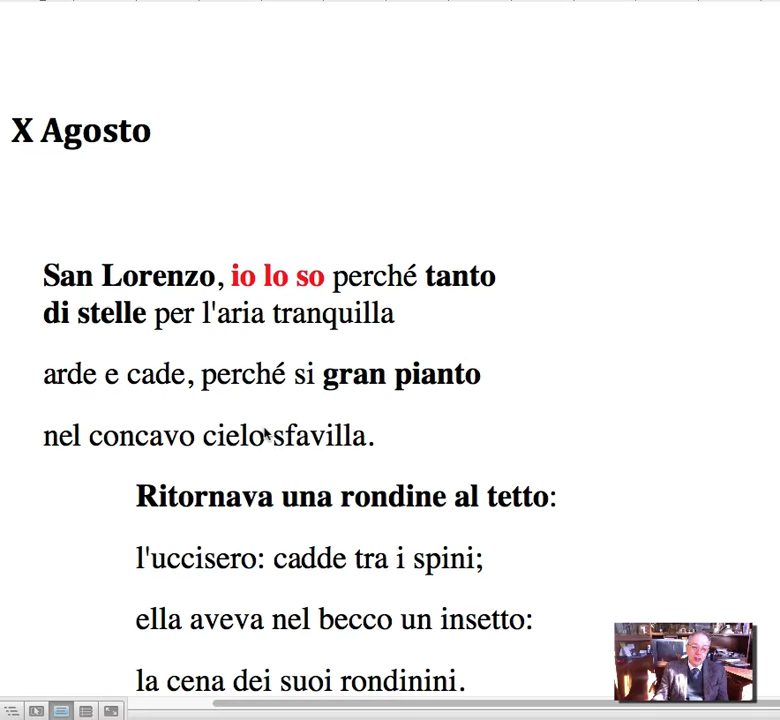 X Agosto
San Lorenzo, io lo so perché tanto
di stelle per l'aria tranquilla
arde e cade, perché si gran pianto
nel concavo cielo sfavilla.
Ritornava una rondine al tetto:
l'uccisero: cadde tra i spini;
ella aveva nel becco un insetto:
la cena dei suoi rondinini.